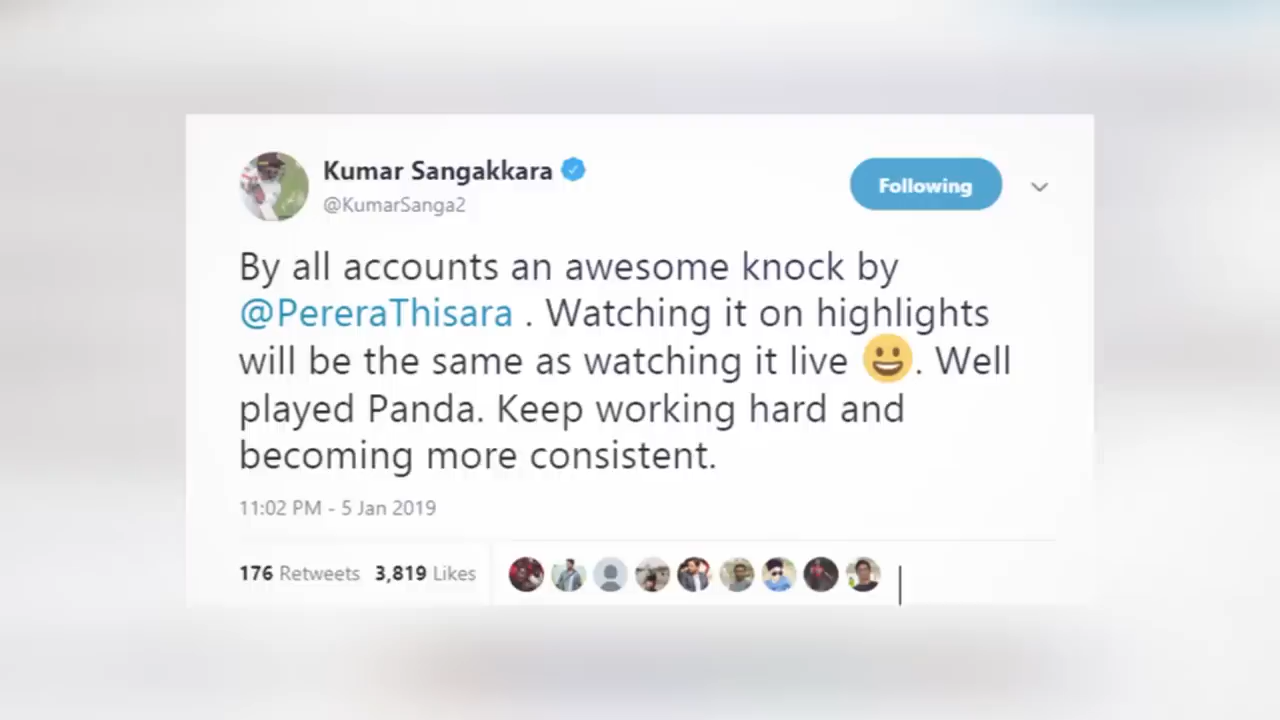 Kumar Sangakkara
Following
@KumarSanga2
By all accounts an awesome knock by
@PereraThisara . Watching it on highlights
will be the same as watching it live 😀. Well
played Panda. Keep working hard and
becoming more consistent.
11:02 PM - 5 Jan 2019
176 Retweets 3,819 Likes